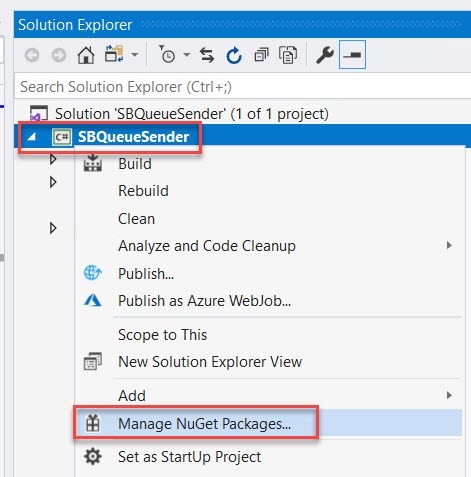 Solution Explorer
Search Solution Explorer (Ctrl+;)
Solution 'SBQueueSender' (1 of 1 project)
C# SBQueueSender
Build
Rebuild
Clean
Analyze and Code Cleanup
Publish...
Publish as Azure WebJob...
Scope to This
New Solution Explorer View
Add
Manage NuGet Packages...
Set as StartUp Project